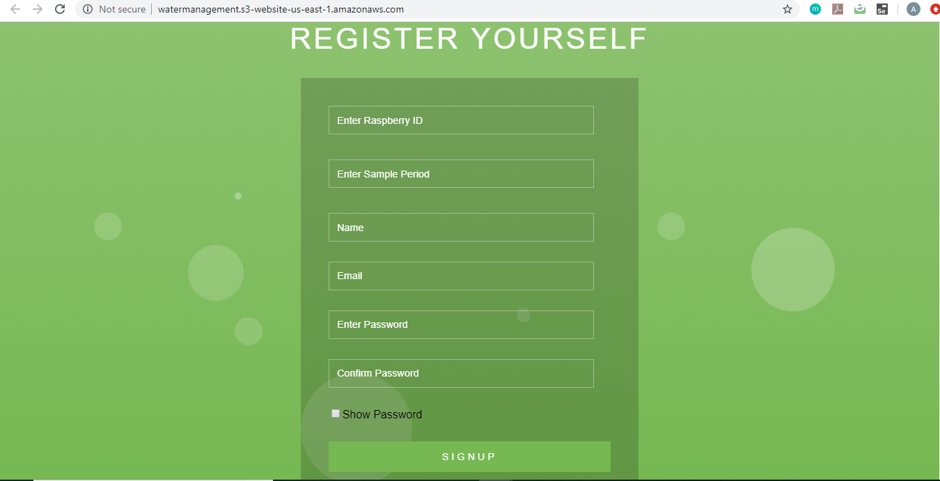 Not secure | watermanagement.s3-website-us-east-1.amazonaws.com
m
Se
A
REGISTER YOURSELF
Enter Raspberry ID
Enter Sample Period
Name
Email
Enter Password
Confirm Password
Show Password
SIGNUP